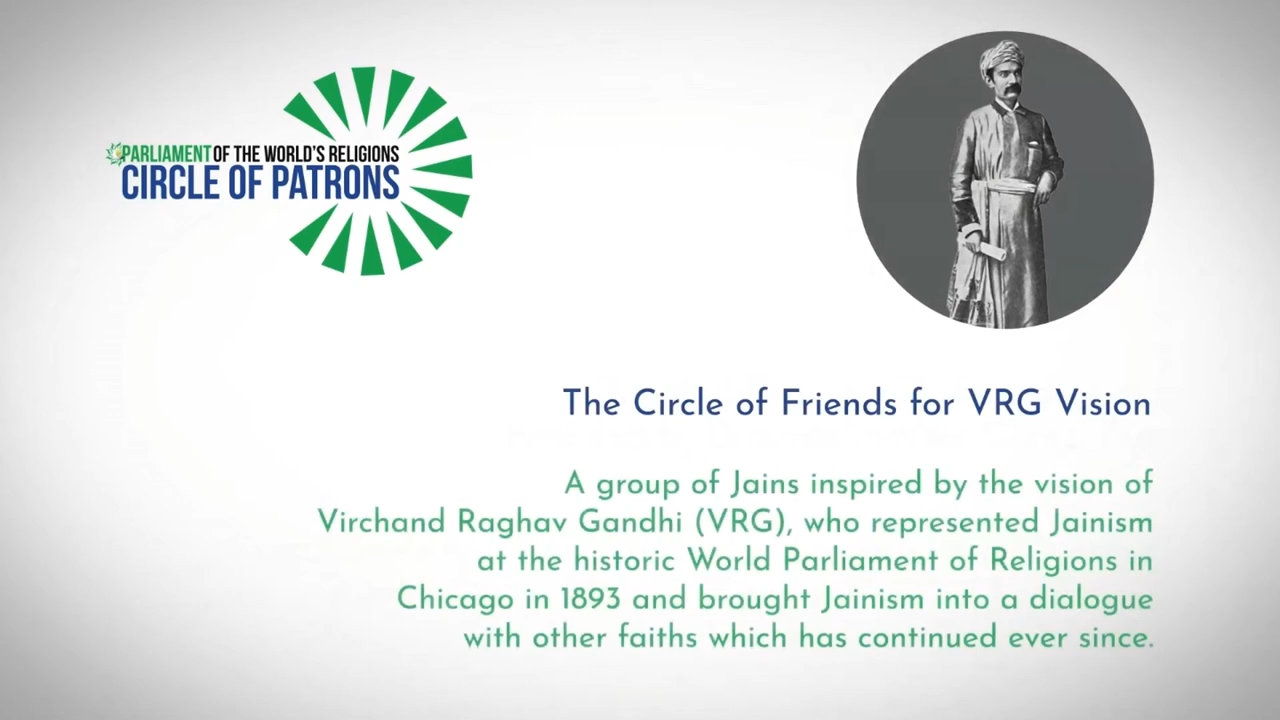 PARLIAMENT OF THE WORLD'S RELIGIONS
CIRCLE OF PATRONS
The Circle of Friends for VRG Vision
A group of Jains inspired by the vision of
Virchand Raghav Gandhi (VRG), who represented Jainism
at the historic World Parliament of Religions in
Chicago in 1893 and brought Jainism into a dialogue
with other faiths which has continued ever since.